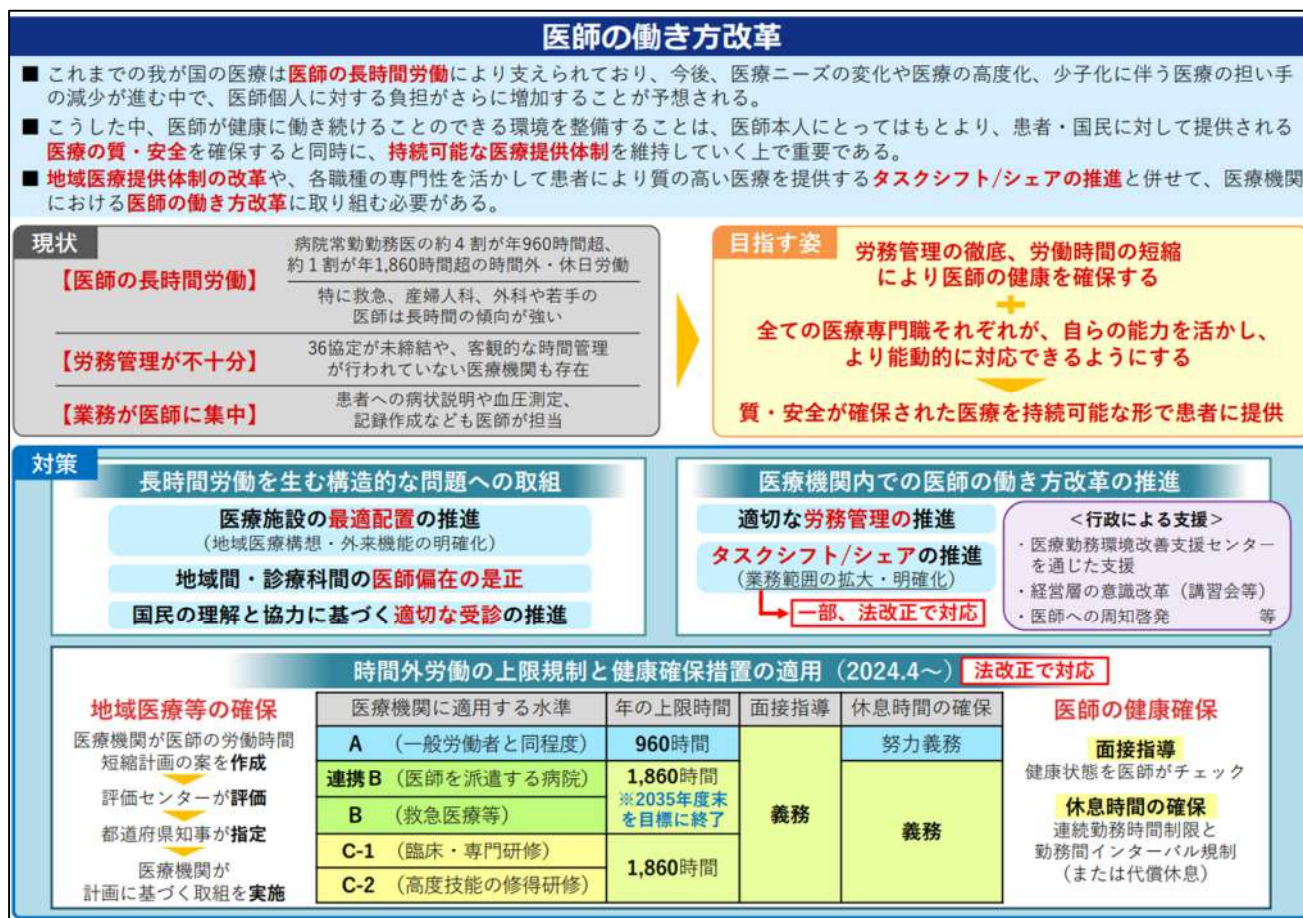 医師の働き方改革
■ これまでの我が国の医療は医師の長時間労働により支えられており、今後、医療ニーズの変化や医療の高度化、少子化に伴う医療の担い手
の減少が進む中で、医師個人に対する負担がさらに増加することが予想される。
■ こうした中、医師が健康に働き続けることのできる環境を整備することは、医師本人にとってはもとより、患者・国民に対して提供される
医療の質・安全を確保すると同時に、持続可能な医療提供体制を維持していく上で重要である。
■ 地域医療提供体制の改革や、各職種の専門性を活かして患者により質の高い医療を提供するタスクシフト/シェアの推進と併せて、医療機関
における医師の働き方改革に取り組む必要がある。
現状
【医師の長時間労働】
病院常勤勤務医の約４割が年960時間超、
約１割が年1,860時間超の時間外・休日労働
特に救急、産婦人科、外科や若手の
医師は長時間の傾向が強い
【労務管理が不十分】
36協定が未締結や、客観的な時間管理
が行われていない医療機関も存在
【業務が医師に集中】
患者への病状説明や血圧測定、
記録作成なども医師が担当
目指す姿
労務管理の徹底、労働時間の短縮
により医師の健康を確保する
＋
全ての医療専門職それぞれが、自らの能力を活かし、
より能動的に対応できるようにする
質・安全が確保された医療を持続可能な形で患者に提供
対策
長時間労働を生む構造的な問題への取組
医療施設の最適配置の推進
（地域医療構想・外来機能の明確化）
地域間・診療科間の医師偏在の是正
国民の理解と協力に基づく適切な受診の推進
医療機関内での医師の働き方改革の推進
適切な労務管理の推進
タスクシフト/シェアの推進
（業務範囲の拡大・明確化）
一部、法改正で対応
＜行政による支援＞
・医療勤務環境改善支援センター
を通じた支援
・経営層の意識改革（講習会等）
・医師への周知啓発　等
時間外労働の上限規制と健康確保措置の適用（2024.4～） 法改正で対応
地域医療等の確保
医療機関が医師の労働時間
短縮計画の案を作成
評価センターが評価
都道府県知事が指定
医療機関が
計画に基づく取組を実施
医療機関に適用する水準 年の上限時間 面接指導 休息時間の確保
A （一般労働者と同程度） 960時間 努力義務
連携B （医師を派遣する病院） 1,860時間
※2035年度末
を目標に終了
B （救急医療等）
義務 義務
C-1 （臨床・専門研修） 1,860時間
C-2 （高度技能の修得研修）
医師の健康確保
面接指導
健康状態を医師がチェック
休息時間の確保
連続勤務時間制限と
勤務間インターバル規制
（または代償休息）